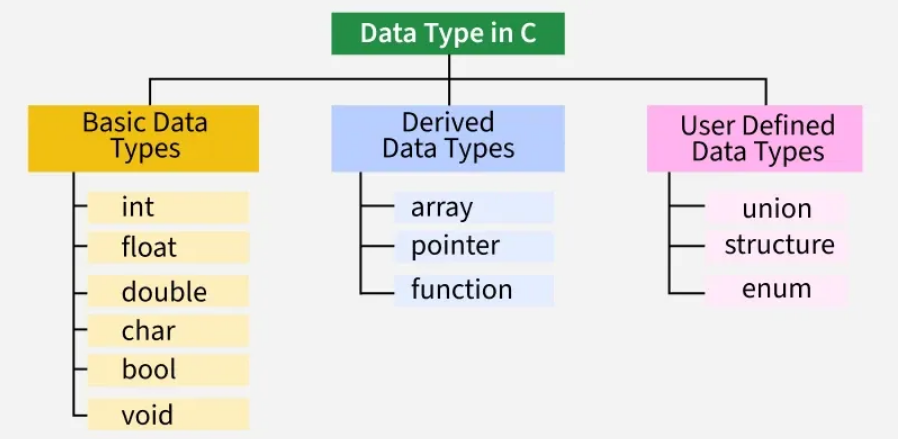 Data Type in C
Basic Data
Types
int
float
double
char
bool
void
Derived
Data Types
array
pointer
function
User Defined
Data Types
union
structure
enum